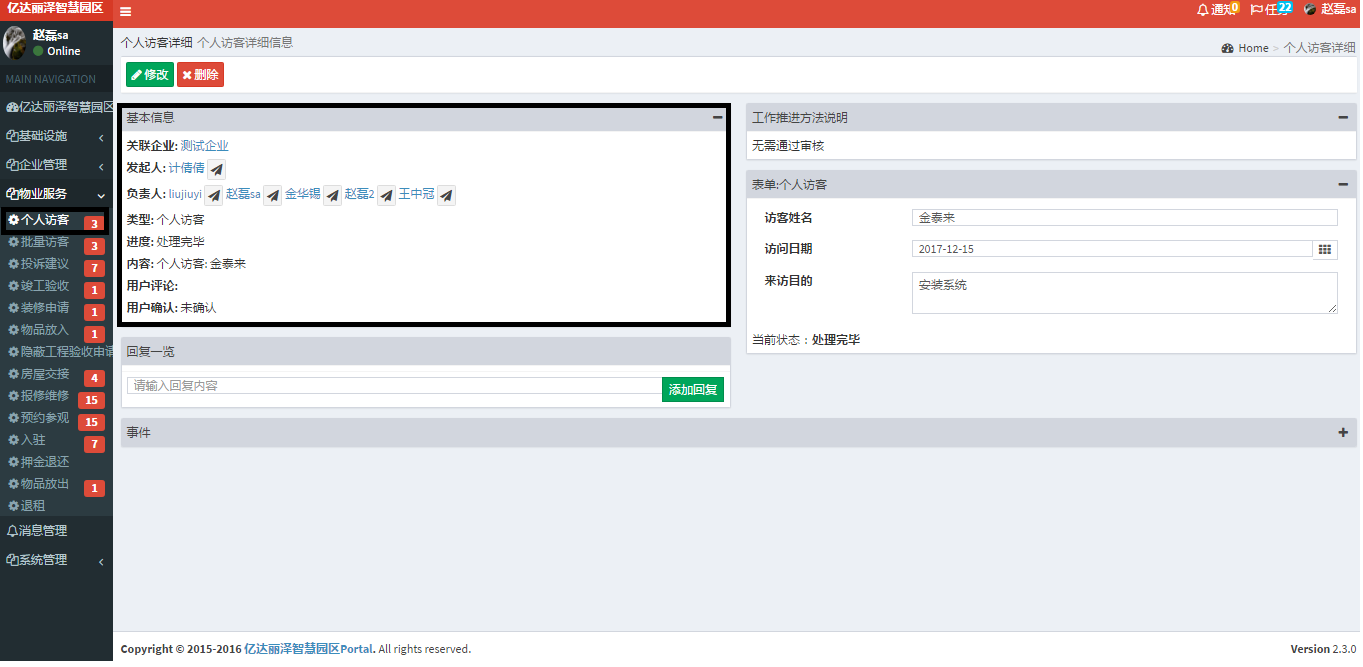 亿达丽泽智慧园区
通知 0 任务 22 赵磊sa
赵磊sa
Online
MAIN NAVIGATION
亿达丽泽智慧园区
基础设施
企业管理
物业服务
个人访客 3
批量访客 3
投诉建议 7
竣工验收 1
装修申请 1
物品放入 1
隐蔽工程验收申请
房屋交接 4
报修维修 15
预约参观 15
入驻 7
押金退还
物品放出 1
退租
消息管理
系统管理
个人访客详细 个人访客详细信息
Home > 个人访客详细
修改 删除
基本信息
关联企业: 测试企业
发起人: 计倩倩
负责人: liujiuyi 赵磊sa 金华锡 赵磊2 王中冠
类型: 个人访客
进度: 处理完毕
内容: 个人访客: 金泰来
用户评论:
用户确认: 未确认
回复一览
请输入回复内容 添加回复
工作推进方法说明
无需通过审核
表单:个人访客
访客姓名 金泰来
访问日期 2017-12-15
来访目的 安装系统
当前状态：处理完毕
事件
Copyright © 2015-2016 亿达丽泽智慧园区Portal. All rights reserved.
Version 2.3.0